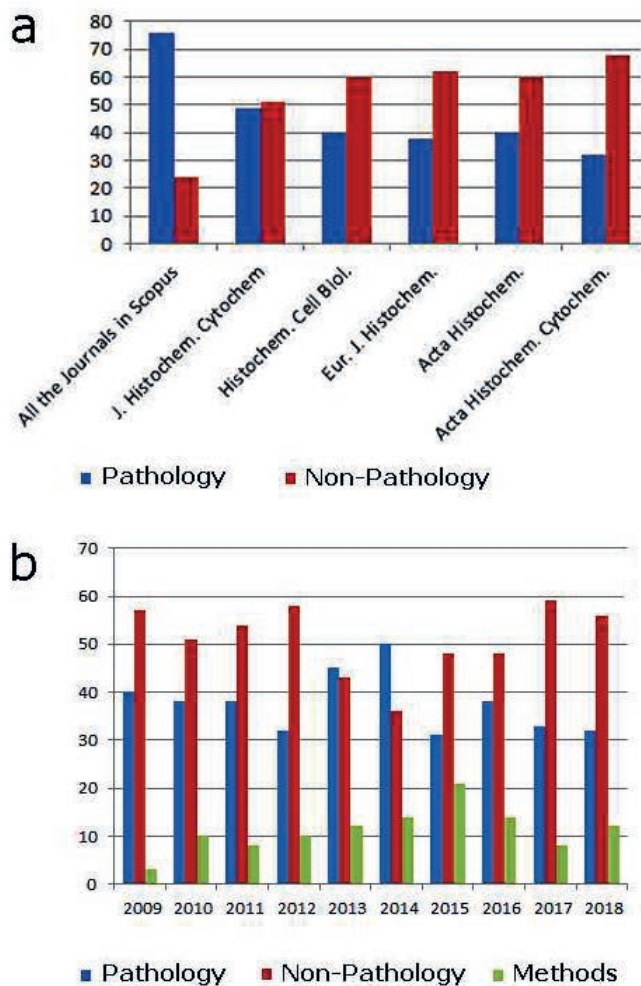 a
80
70
60
50
40
30
20
10
0
All the Journals in Scopus
J. Histochem. Cytochem
Histochem. Cell Biol.
Eur. J. Histochem.
Acta Histochem.
Acta Histochem. Cytochem.
Pathology Non-Pathology
b
70
60
50
40
30
20
10
0
2009 2010 2011 2012 2013 2014 2015 2016 2017 2018
Pathology Non-Pathology Methods